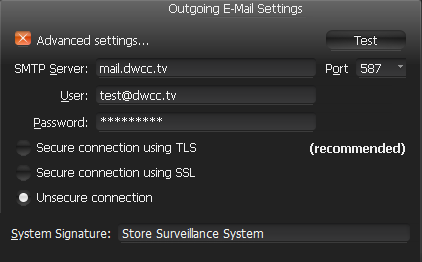 Outgoing E-Mail Settings
Advanced settings... Test
SMTP Server: mail.dwcc.tv Port 587
User: test@dwcc.tv
Password: *********
Secure connection using TLS (recommended)
Secure connection using SSL
Unsecure connection
System Signature: Store Surveillance System